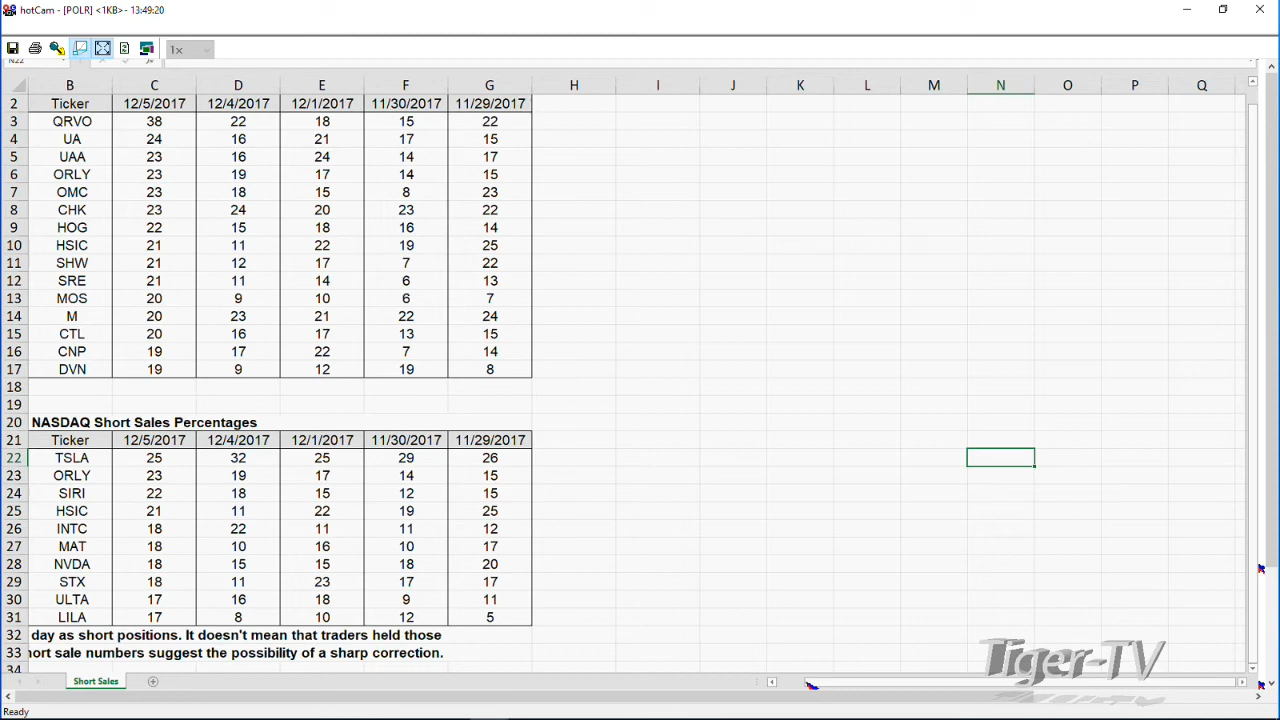 hotCam - [POLR] <1KB> - 13:49:20
1x
N22
B C D E F G H I J K L M N O P Q
2 Ticker 12/5/2017 12/4/2017 12/1/2017 11/30/2017 11/29/2017
3 QRVO 38 22 18 15 22
4 UA 24 16 21 17 15
5 UAA 23 16 24 14 17
6 ORLY 23 19 17 14 15
7 OMC 23 18 15 8 23
8 CHK 23 24 20 23 22
9 HOG 22 15 18 16 14
10 HSIC 21 11 22 19 25
11 SHW 21 12 17 7 22
12 SRE 21 11 14 6 13
13 MOS 20 9 10 6 7
14 M 20 23 21 22 24
15 CTL 20 16 17 13 15
16 CNP 19 17 22 7 14
17 DVN 19 9 12 19 8
18
19
20 NASDAQ Short Sales Percentages
21 Ticker 12/5/2017 12/4/2017 12/1/2017 11/30/2017 11/29/2017
22 TSLA 25 32 25 29 26
23 ORLY 23 19 17 14 15
24 SIRI 22 18 15 12 15
25 HSIC 21 11 22 19 25
26 INTC 18 22 11 11 12
27 MAT 18 10 16 10 17
28 NVDA 18 15 15 18 20
29 STX 18 11 23 17 17
30 ULTA 17 16 18 9 11
31 LILA 17 8 10 12 5
32 day as short positions. It doesn't mean that traders held those
33 hort sale numbers suggest the possibility of a sharp correction.
34
Tiger-TV
Short Sales
Ready